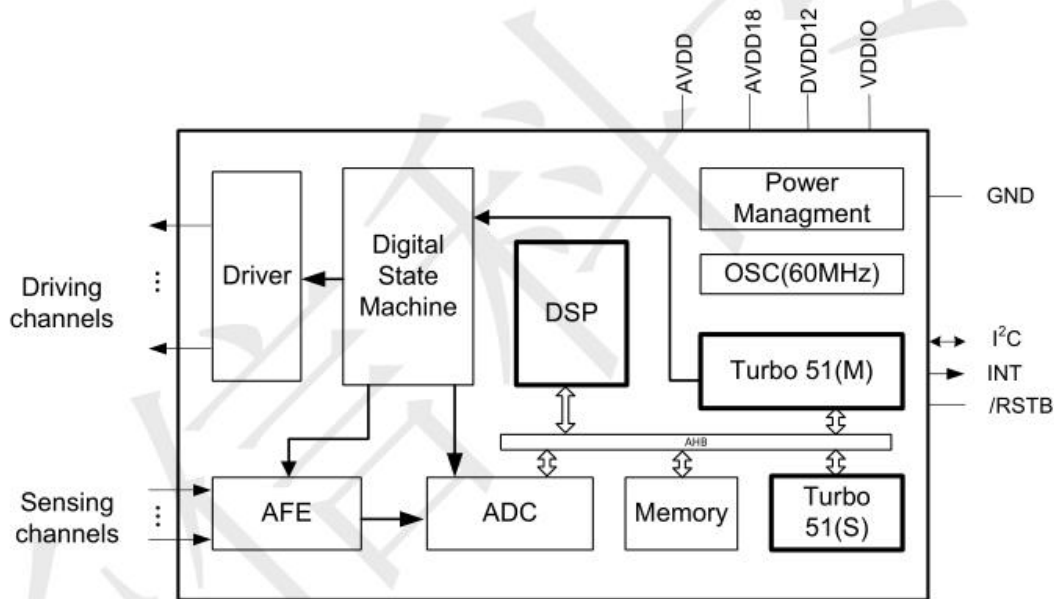 AVDD
AVDD18
DVDD12
VDDIO
Power
Managment
GND
Digital
State
Machine
Driver
DSP
OSC(60MHz)
Driving
channels
Turbo 51(M)
I²C
INT
/RSTB
AHB
Sensing
channels
AFE
ADC
Memory
Turbo
51(S)